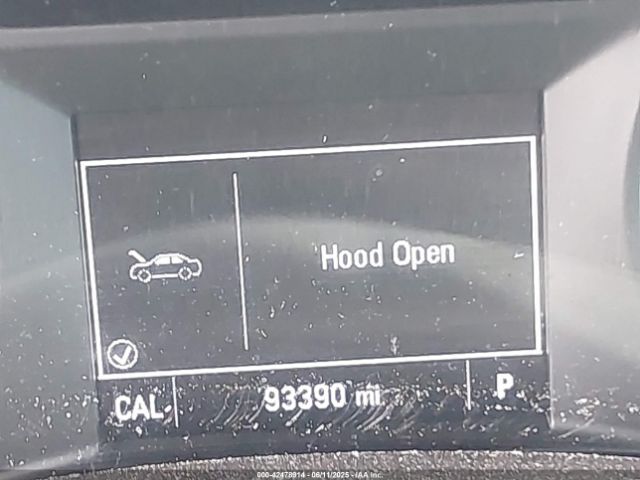 Hood Open
CAL
93390 mi
P
000-42478914 - 06/11/2025 - IAA Inc.